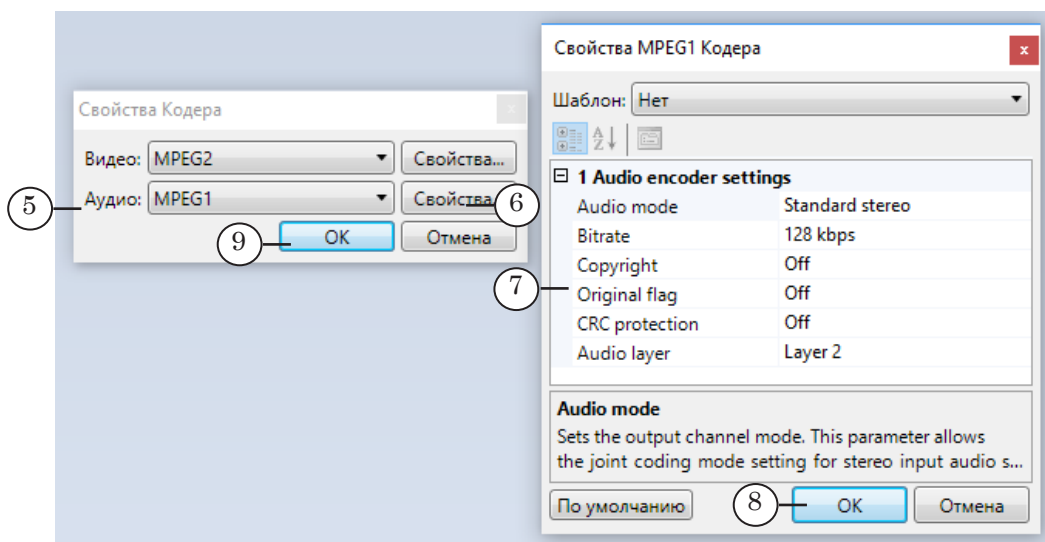 Свойства Кодера
Видео: MPEG2 Свойства...
5 Аудио: MPEG1 Свойства 6
9 OK Отмена
Свойства MPEG1 Кодера x
Шаблон: Нет
1 Audio encoder settings
Audio mode Standard stereo
Bitrate 128 kbps
Copyright Off
7 Original flag Off
CRC protection Off
Audio layer Layer 2
Audio mode
Sets the output channel mode. This parameter allows
the joint coding mode setting for stereo input audio s...
По умолчанию 8 OK Отмена